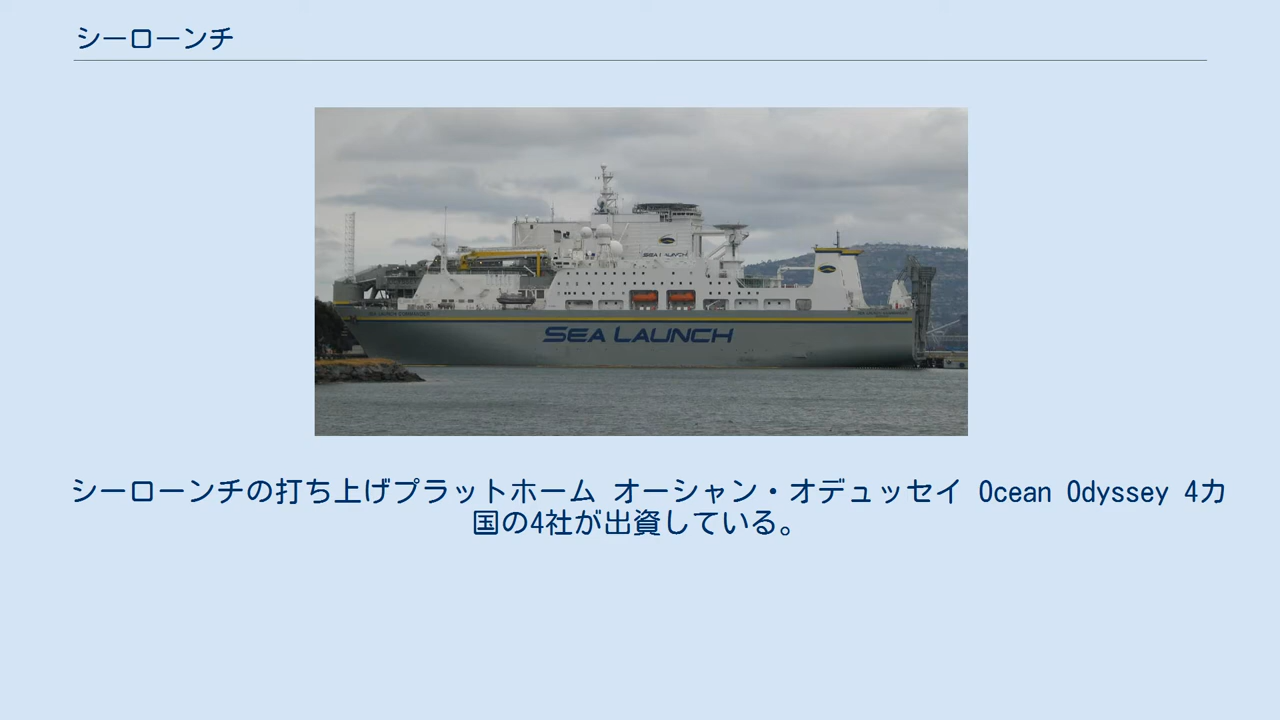 シーローンチ
SEA LAUNCH
SEA LAUNCH
シーローンチの打ち上げプラットホーム オーシャン・オデュッセイ Ocean Odyssey 4カ
国の4社が出資している。